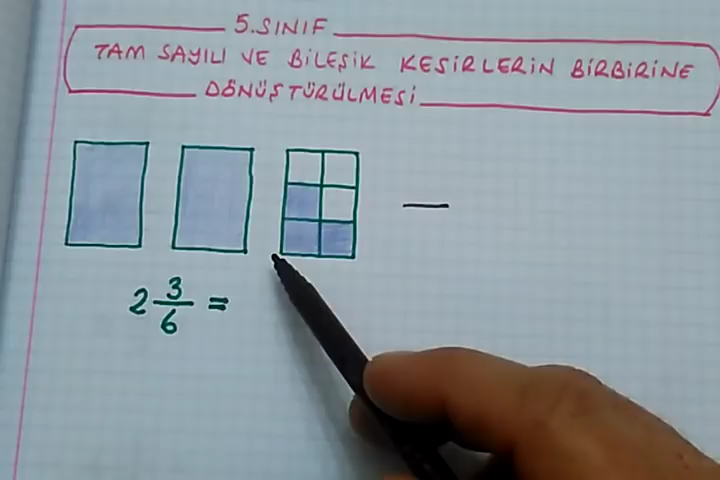 5.SINIF
TAM SAYILI VE BİLEŞİK KESİRLERİN BİRBİRİNE
DÖNÜŞTÜRÜLMESİ
2 3/6 =